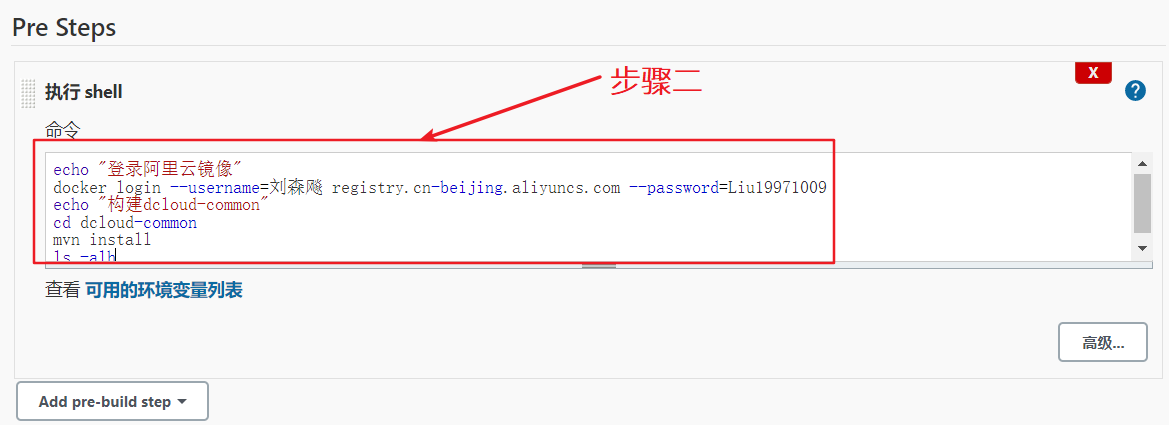 Pre Steps
步骤二
X
执行 shell
?
命令
echo "登录阿里云镜像"
docker login --username=刘森飚 registry.cn-beijing.aliyuncs.com --password=Liu19971009
echo "构建dcloud-common"
cd dcloud-common
mvn install
ls -alh
查看 可用的环境变量列表
高级...
Add pre-build step